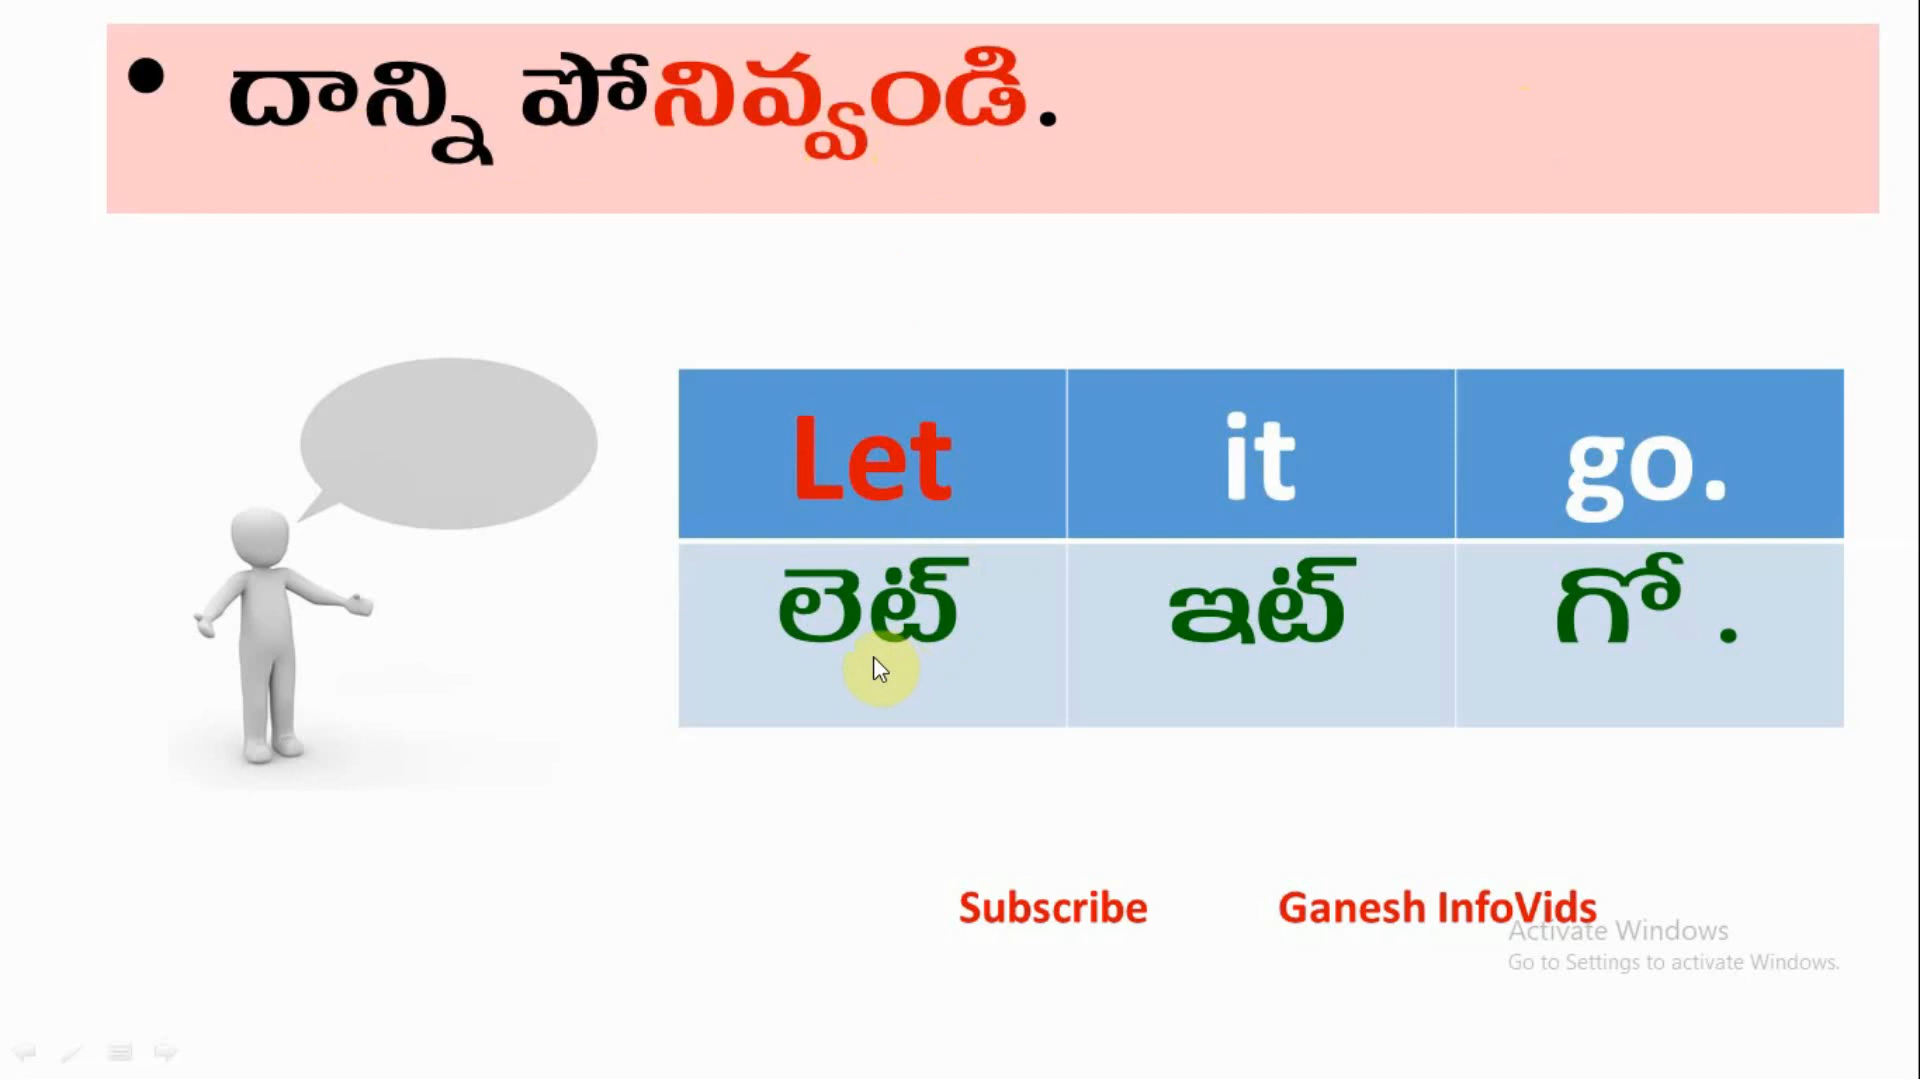 • దాన్ని పోనివ్వండి.
Let it go.
లెట్ ఇట్ గో .
Subscribe Ganesh InfoVids
Activate Windows
Go to Settings to activate Windows.